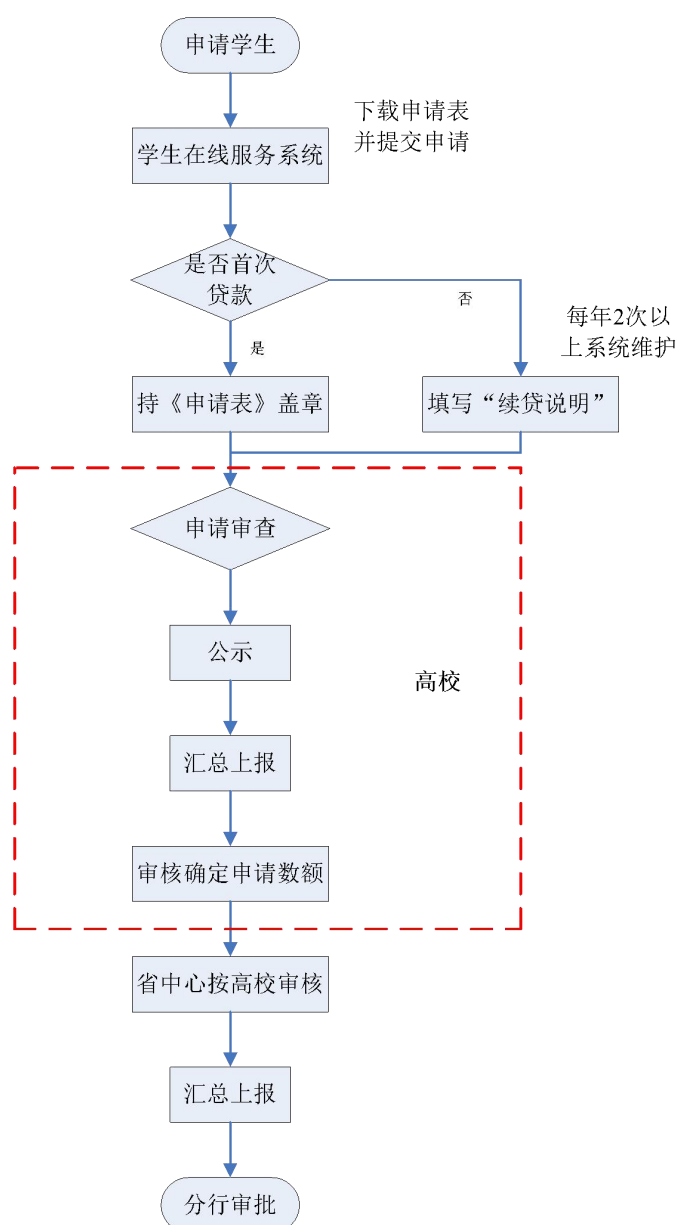 申请学生
下载申请表
并提交申请
学生在线服务系统
是否首次
贷款
否
每年2次以
上系统维护
是
持《申请表》盖章
填写“续贷说明”
申请审查
公示
高校
汇总上报
审核确定申请数额
省中心按高校审核
汇总上报
分行审批